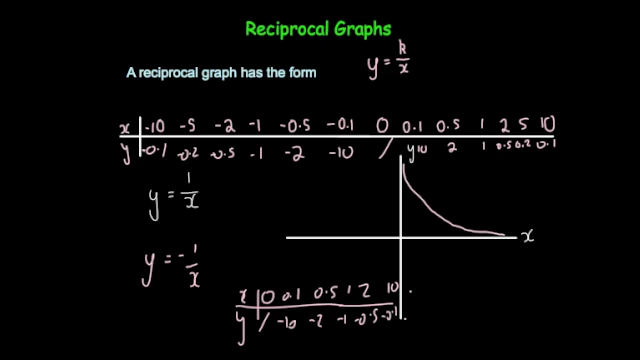 Reciprocal Graphs
A reciprocal graph has the form y = k/x
x -10 -5 -2 -1 -0.5 -0.1 0 0.1 0.5 1 2 5 10
y -0.1 -0.2 -0.5 -1 -2 -10 / 10 2 1 0.5 0.2 0.1
y
y = 1/x
x
y = -1/x
x 0 0.1 0.5 1 2 10
y / -10 -2 -1 -0.5 -0.1